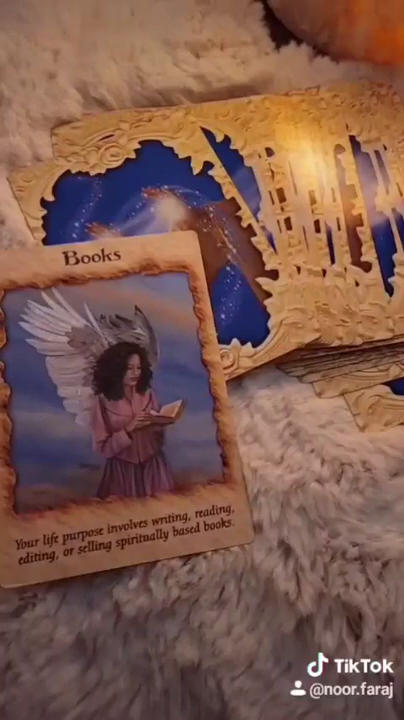 Books
Your life purpose involves writing, reading,
editing, or selling spiritually based books.
TikTok
@noor.faraj